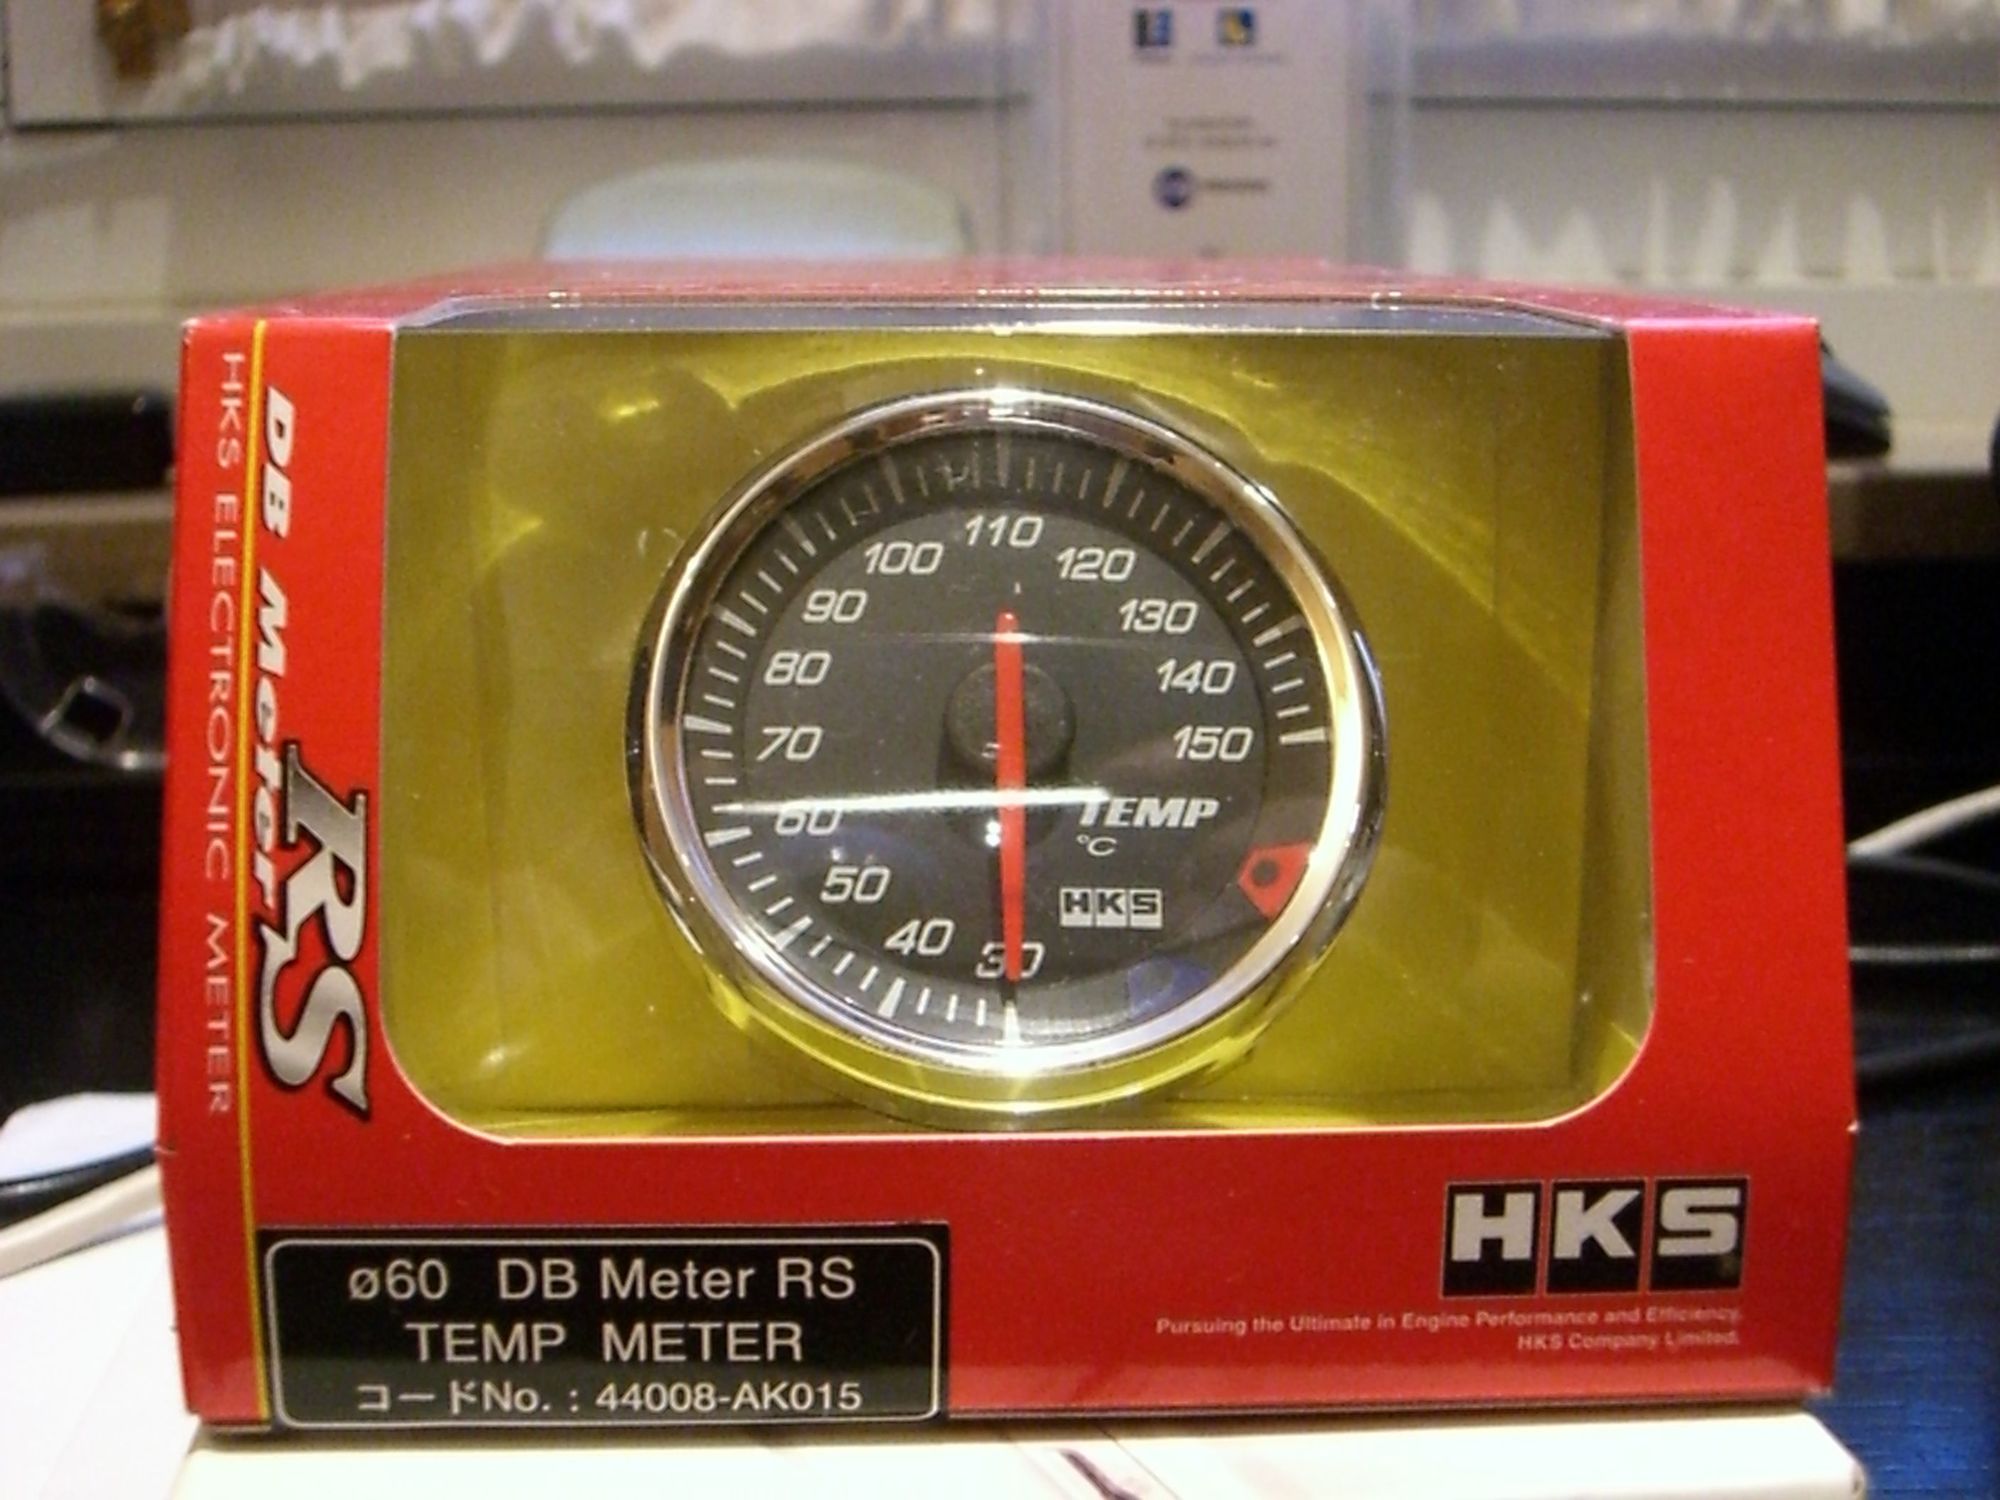 DB Meter RS
HKS ELECTRONIC METER
110
100
120
90
130
80
140
70
150
60
TEMP
°C
50
HKS
40
30
ø60 DB Meter RS
TEMP METER
コードNo.：44008-AK015
HKS
Pursuing the Ultimate in Engine Performance and Efficiency.
HKS Company Limited.